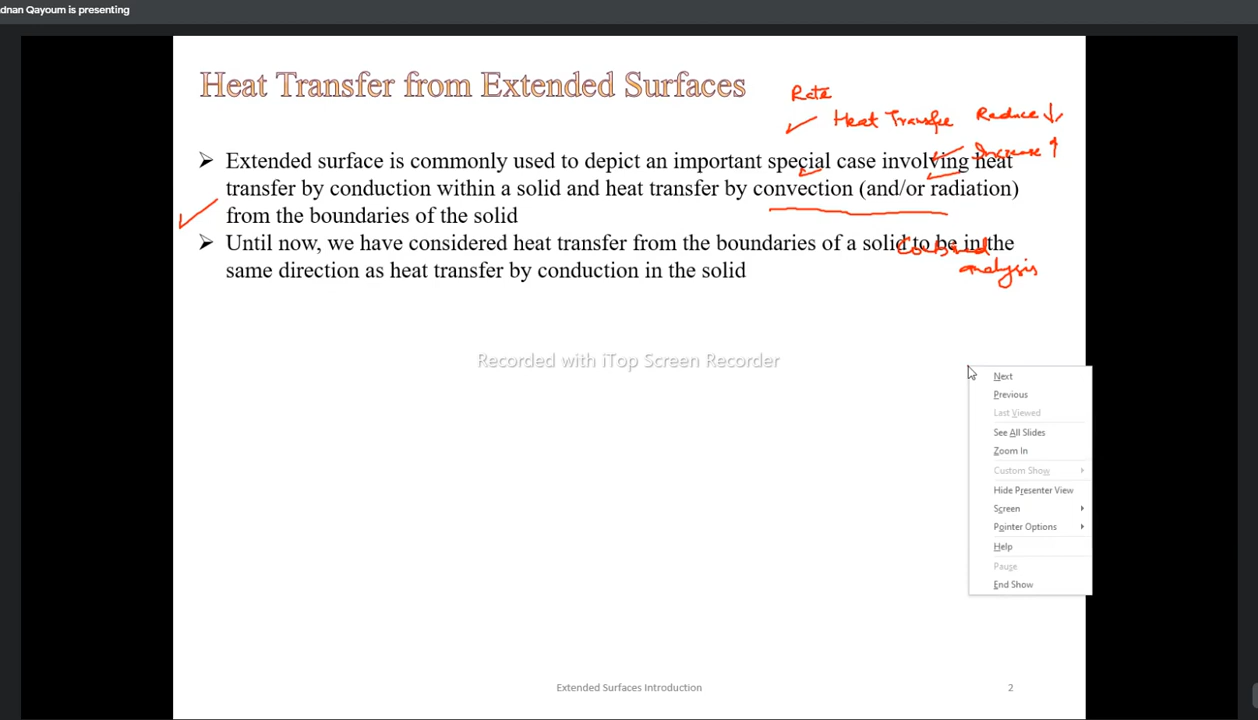 dnan Qayoum is presenting
Heat Transfer from Extended Surfaces
Rate
Heat Transfer Reduce ↓
Increase ↑
➢ Extended surface is commonly used to depict an important special case involving heat
transfer by conduction within a solid and heat transfer by convection (and/or radiation)
from the boundaries of the solid
➢ Until now, we have considered heat transfer from the boundaries of a solid to be in the
same direction as heat transfer by conduction in the solid
Combined
analysis
Recorded with iTop Screen Recorder
Next
Previous
Last Viewed
See All Slides
Zoom In
Custom Show
Hide Presenter View
Screen
Pointer Options
Help
Pause
End Show
Extended Surfaces Introduction 2